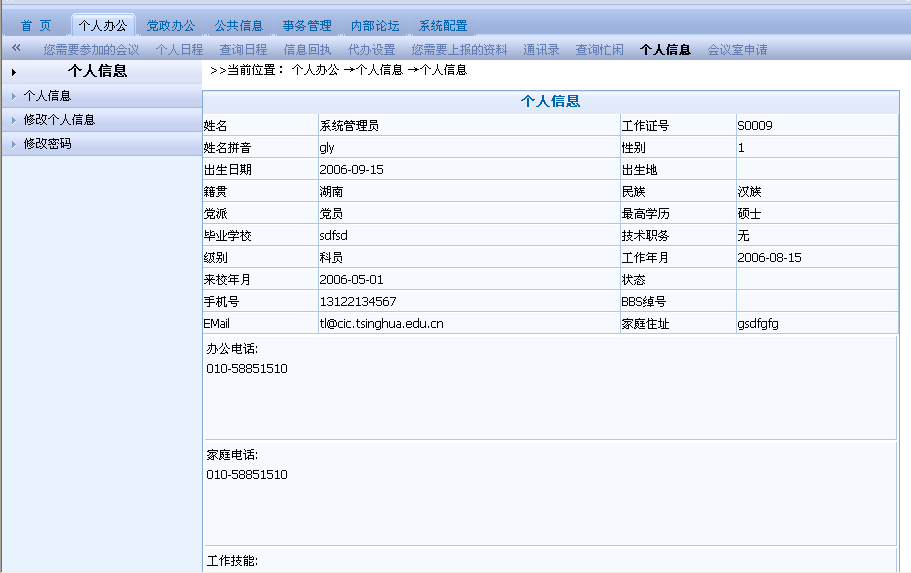 首 页 个人办公 党政办公 公共信息 事务管理 内部论坛 系统配置
您需要参加的会议 个人日程 查询日程 信息回执 代办设置 您需要上报的资料 通讯录 查询忙闲 个人信息 会议室申请
个人信息
>>当前位置: 个人办公 →个人信息 →个人信息
个人信息
修改个人信息
修改密码
个人信息
姓名 系统管理员 工作证号 S0009
姓名拼音 gly 性别 1
出生日期 2006-09-15 出生地
籍贯 湖南 民族 汉族
党派 党员 最高学历 硕士
毕业学校 sdfsd 技术职务 无
级别 科员 工作年月 2006-08-15
来校年月 2006-05-01 状态
手机号 13122134567 BBS绰号
EMail tl@cic.tsinghua.edu.cn 家庭住址 gsdfgfg
办公电话:
010-58851510
家庭电话:
010-58851510
工作技能: